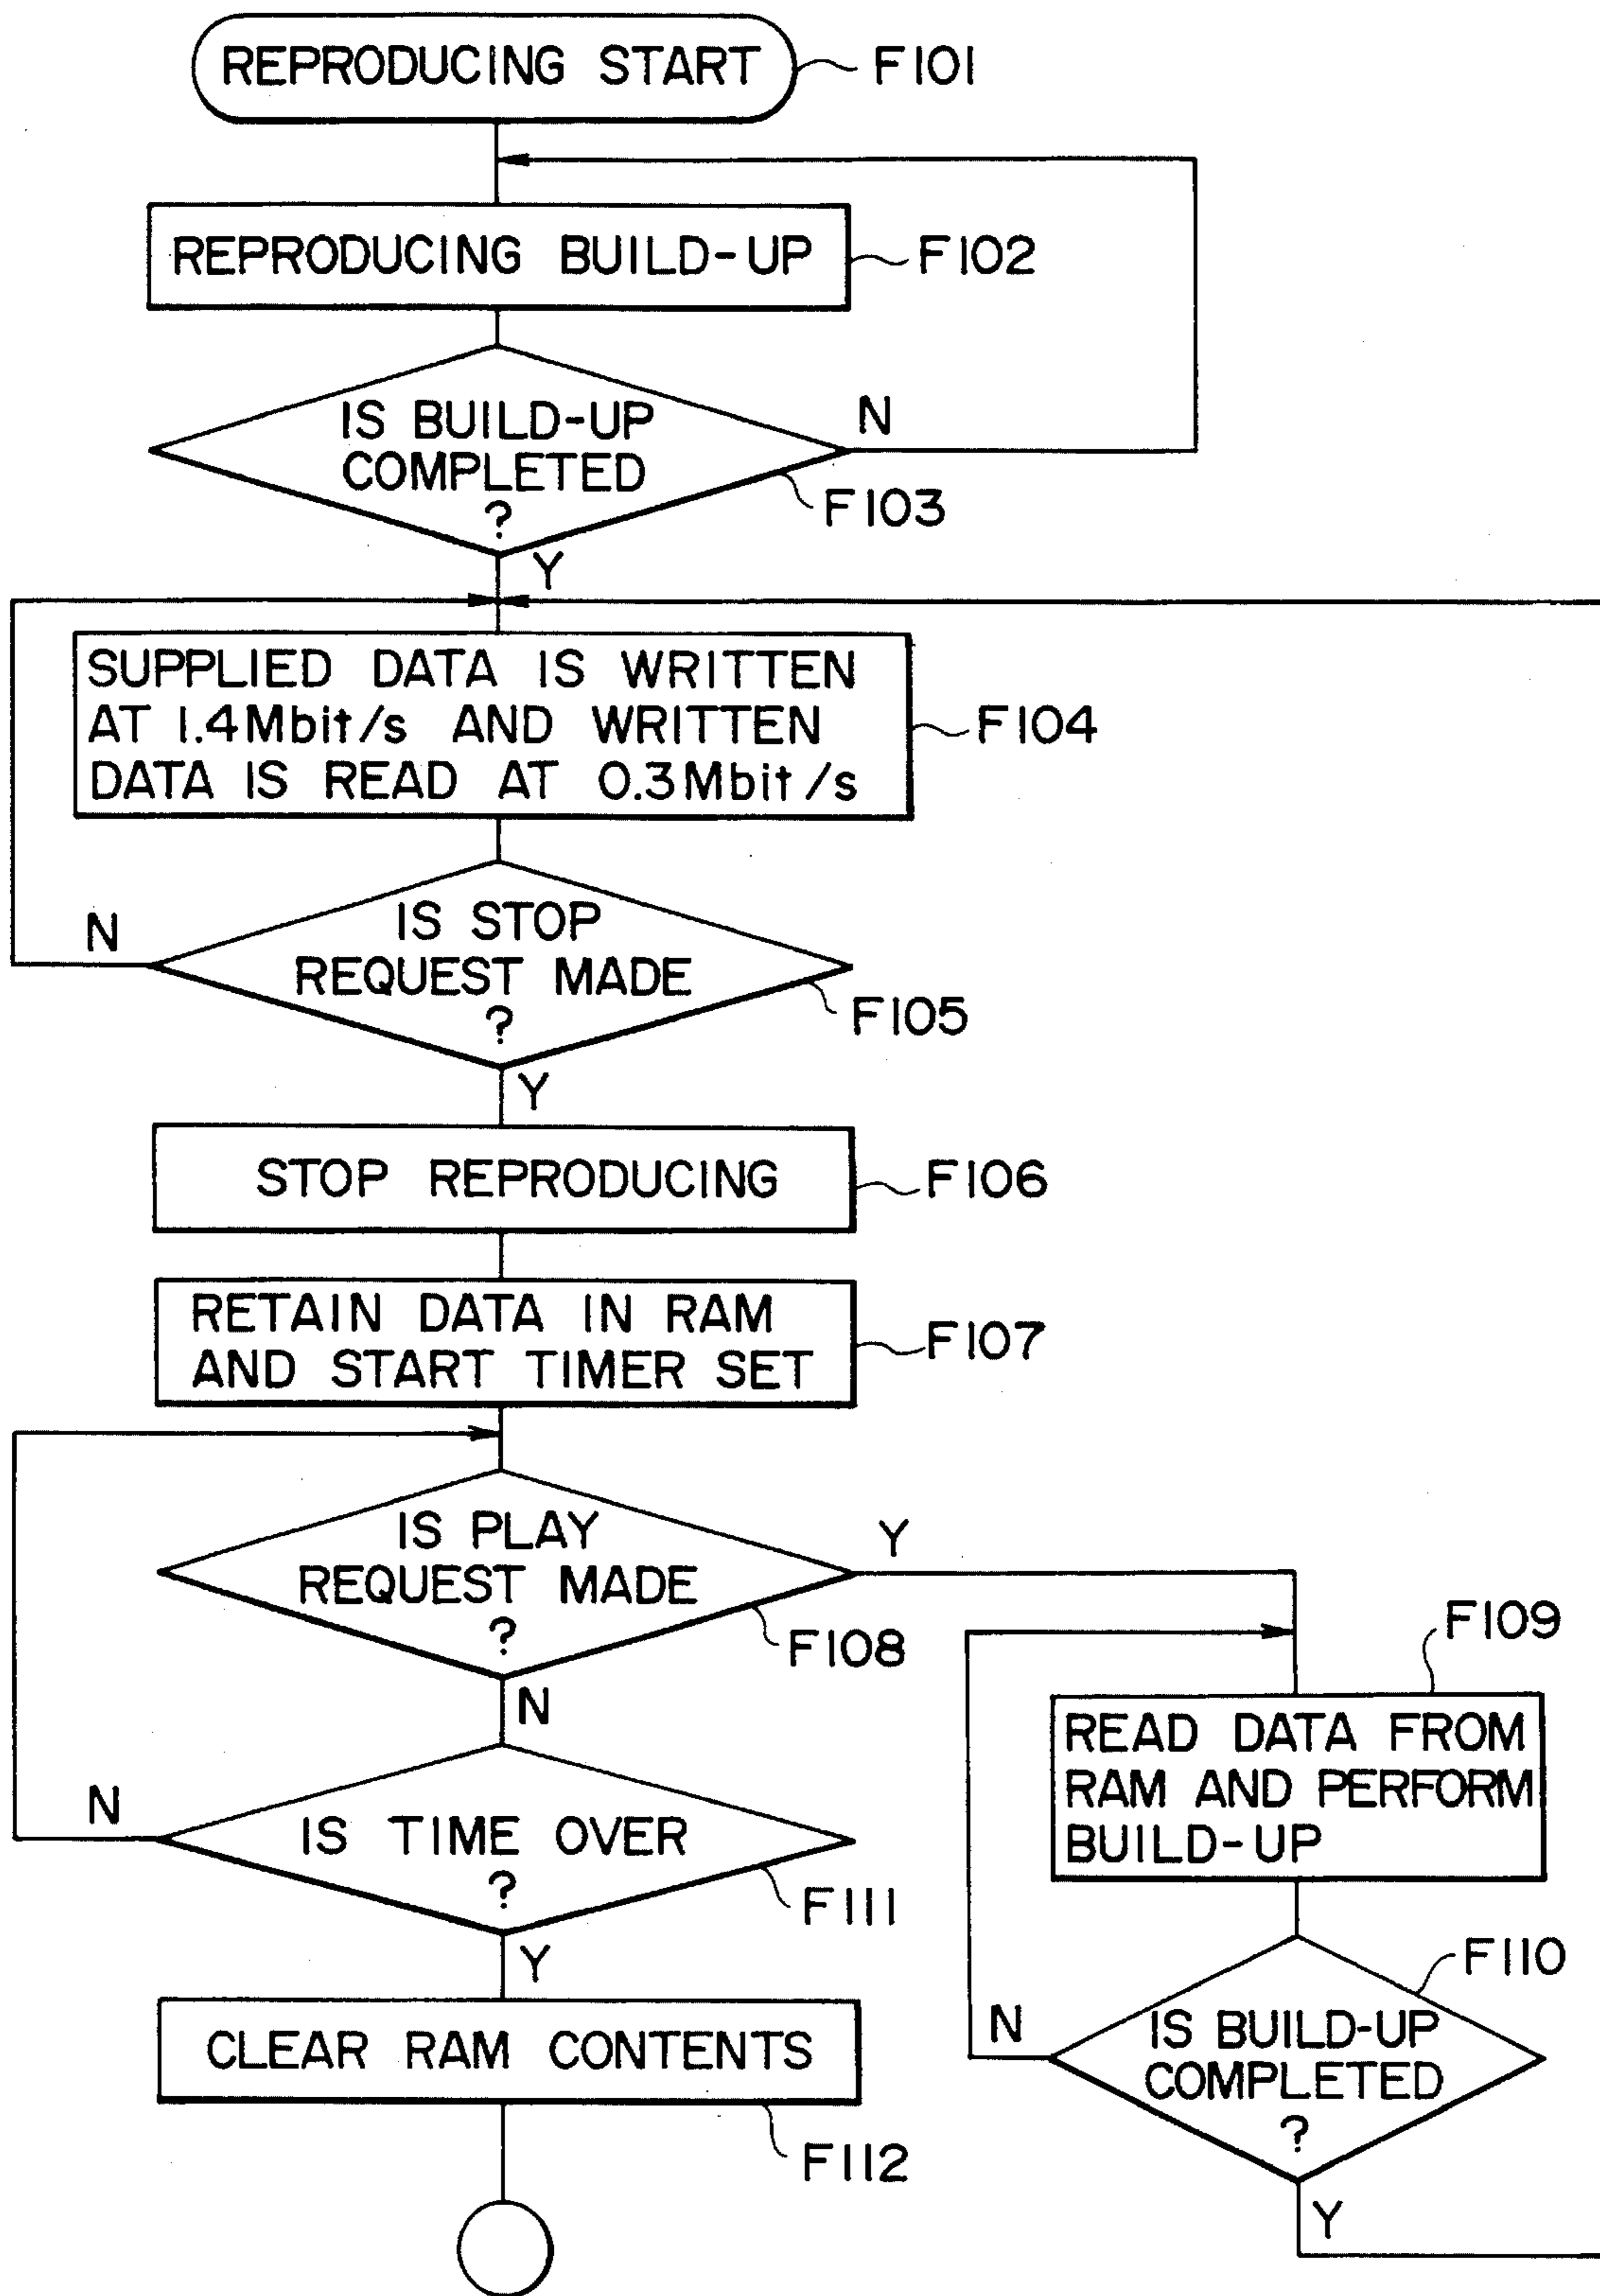 REPRODUCING START
F101
REPRODUCING BUILD-UP
F102
IS BUILD-UP
COMPLETED
?
N
F103
Y
SUPPLIED DATA IS WRITTEN
AT 1.4Mbit/s AND WRITTEN
DATA IS READ AT 0.3Mbit/s
F104
N
IS STOP
REQUEST MADE
?
F105
Y
STOP REPRODUCING
F106
RETAIN DATA IN RAM
AND START TIMER SET
F107
IS PLAY
REQUEST MADE
?
Y
F108
N
F109
READ DATA FROM
RAM AND PERFORM
BUILD-UP
N
IS TIME OVER
?
F111
Y
F110
N
IS BUILD-UP
COMPLETED
?
Y
CLEAR RAM CONTENTS
F112